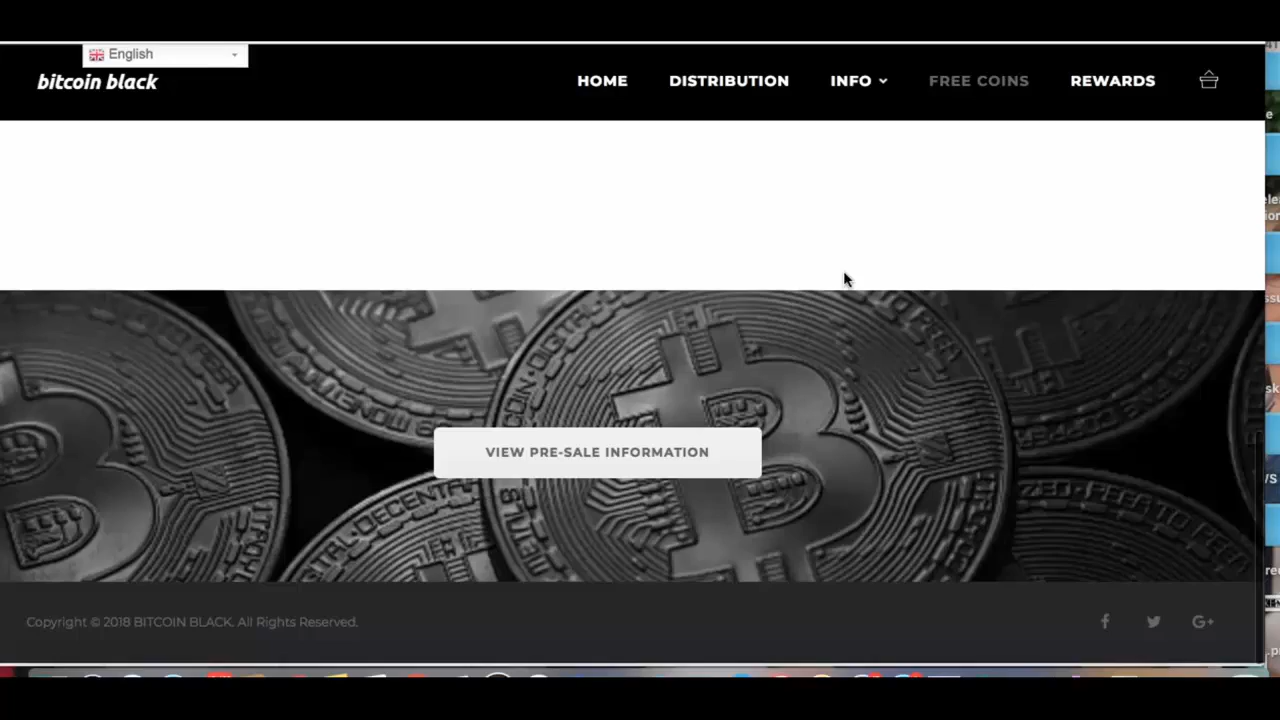 English
bitcoin black
HOME DISTRIBUTION INFO FREE COINS REWARDS
VIEW PRE-SALE INFORMATION
Copyright © 2018 BITCOIN BLACK. All Rights Reserved.
G+